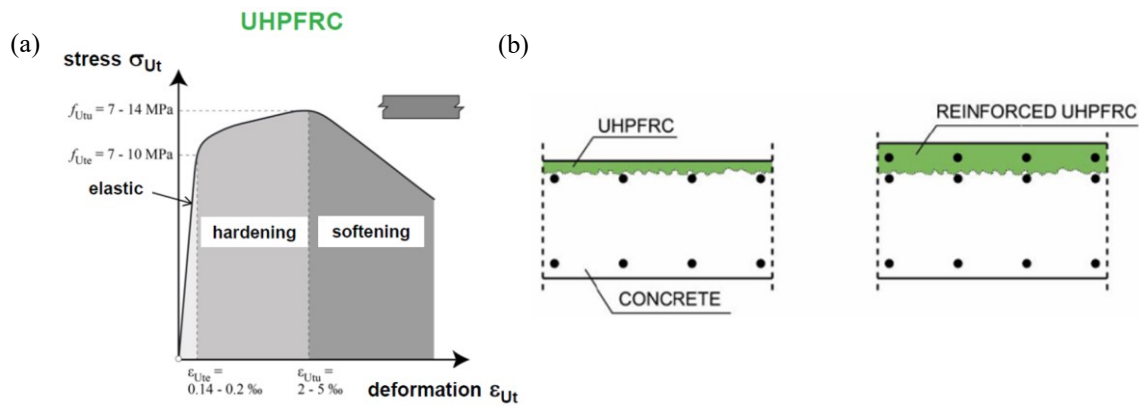 UHPFRC
(a)
stress σUt
fUtu = 7 - 14 MPa
fUte = 7 - 10 MPa
elastic
hardening
softening
εUte =
0.14 - 0.2 ‰
εUtu =
2 - 5 ‰
deformation εUt
(b)
UHPFRC
CONCRETE
REINFORCED UHPFRC